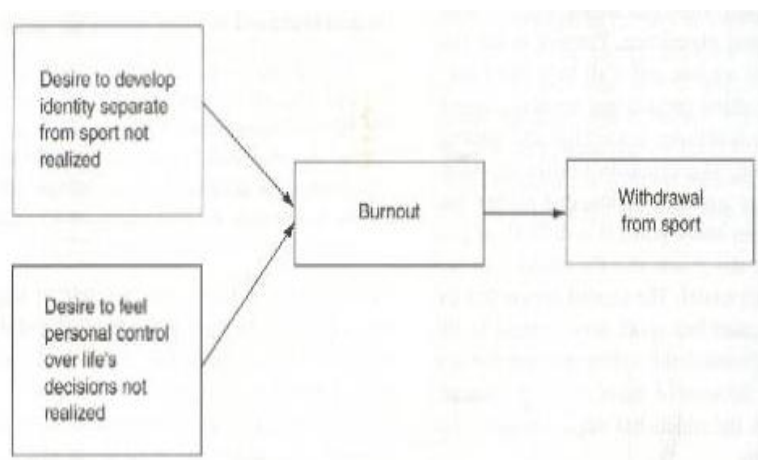 Desire to develop
identity separate
from sport not
realized
Burnout
Withdrawal
from sport
Desire to feel
personal control
over life's
decisions not
realized